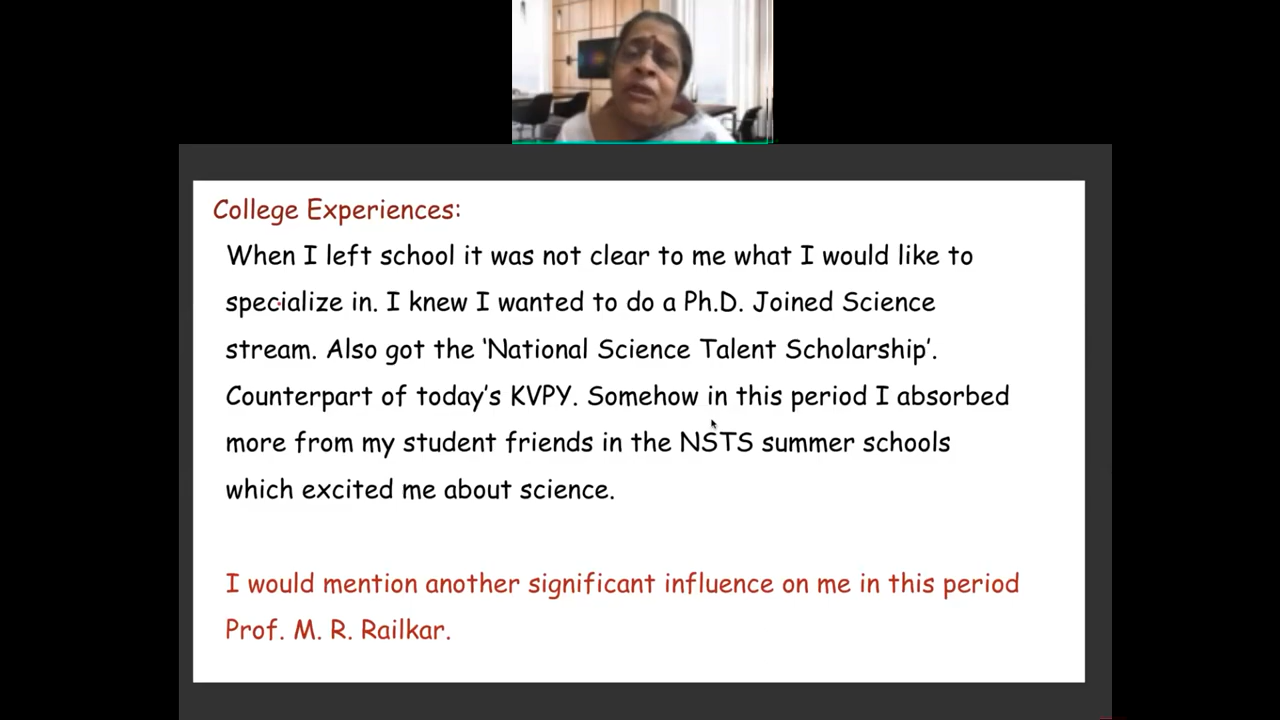 College Experiences:
When I left school it was not clear to me what I would like to
specialize in. I knew I wanted to do a Ph.D. Joined Science
stream. Also got the ‘National Science Talent Scholarship’.
Counterpart of today’s KVPY. Somehow in this period I absorbed
more from my student friends in the NSTS summer schools
which excited me about science.
I would mention another significant influence on me in this period
Prof. M. R. Railkar.